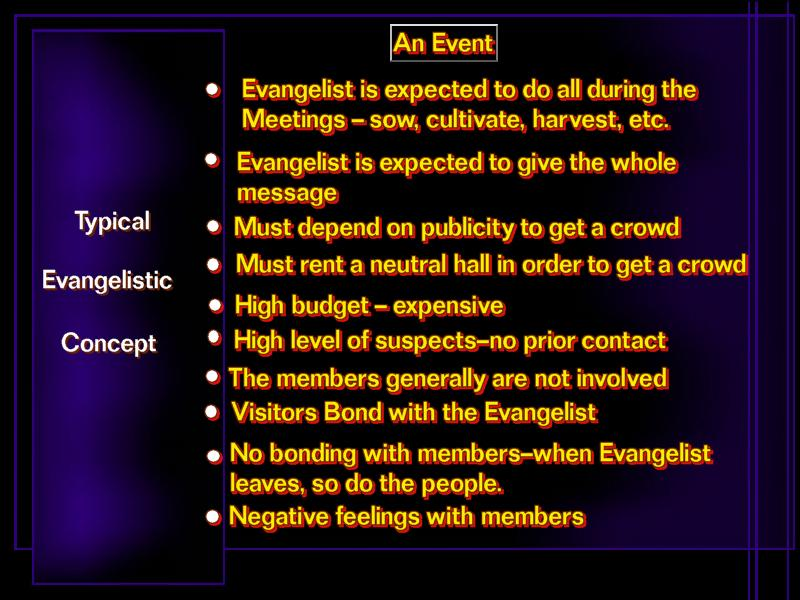 An Event
Typical
Evangelistic
Concept
• Evangelist is expected to do all during the
Meetings – sow, cultivate, harvest, etc.
• Evangelist is expected to give the whole
message
• Must depend on publicity to get a crowd
• Must rent a neutral hall in order to get a crowd
• High budget – expensive
• High level of suspects–no prior contact
• The members generally are not involved
• Visitors Bond with the Evangelist
• No bonding with members–when Evangelist
leaves, so do the people.
• Negative feelings with members